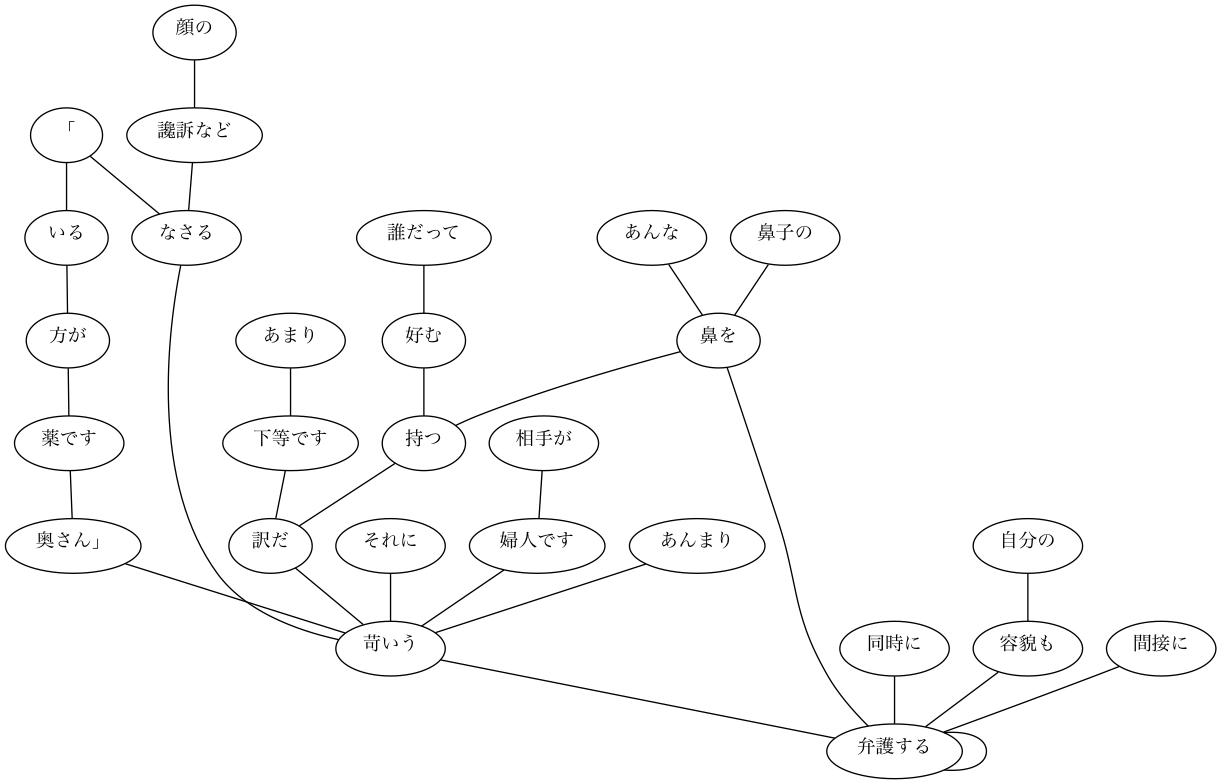 顔の
「
讒訴など
いる
なさる
誰だって
あんな
鼻子の
方が
あまり
好む
鼻を
薬です
下等です
持つ
相手が
奥さん」
訳だ
それに
婦人です
あんまり
自分の
苛いう
同時に
容貌も
間接に
弁護する